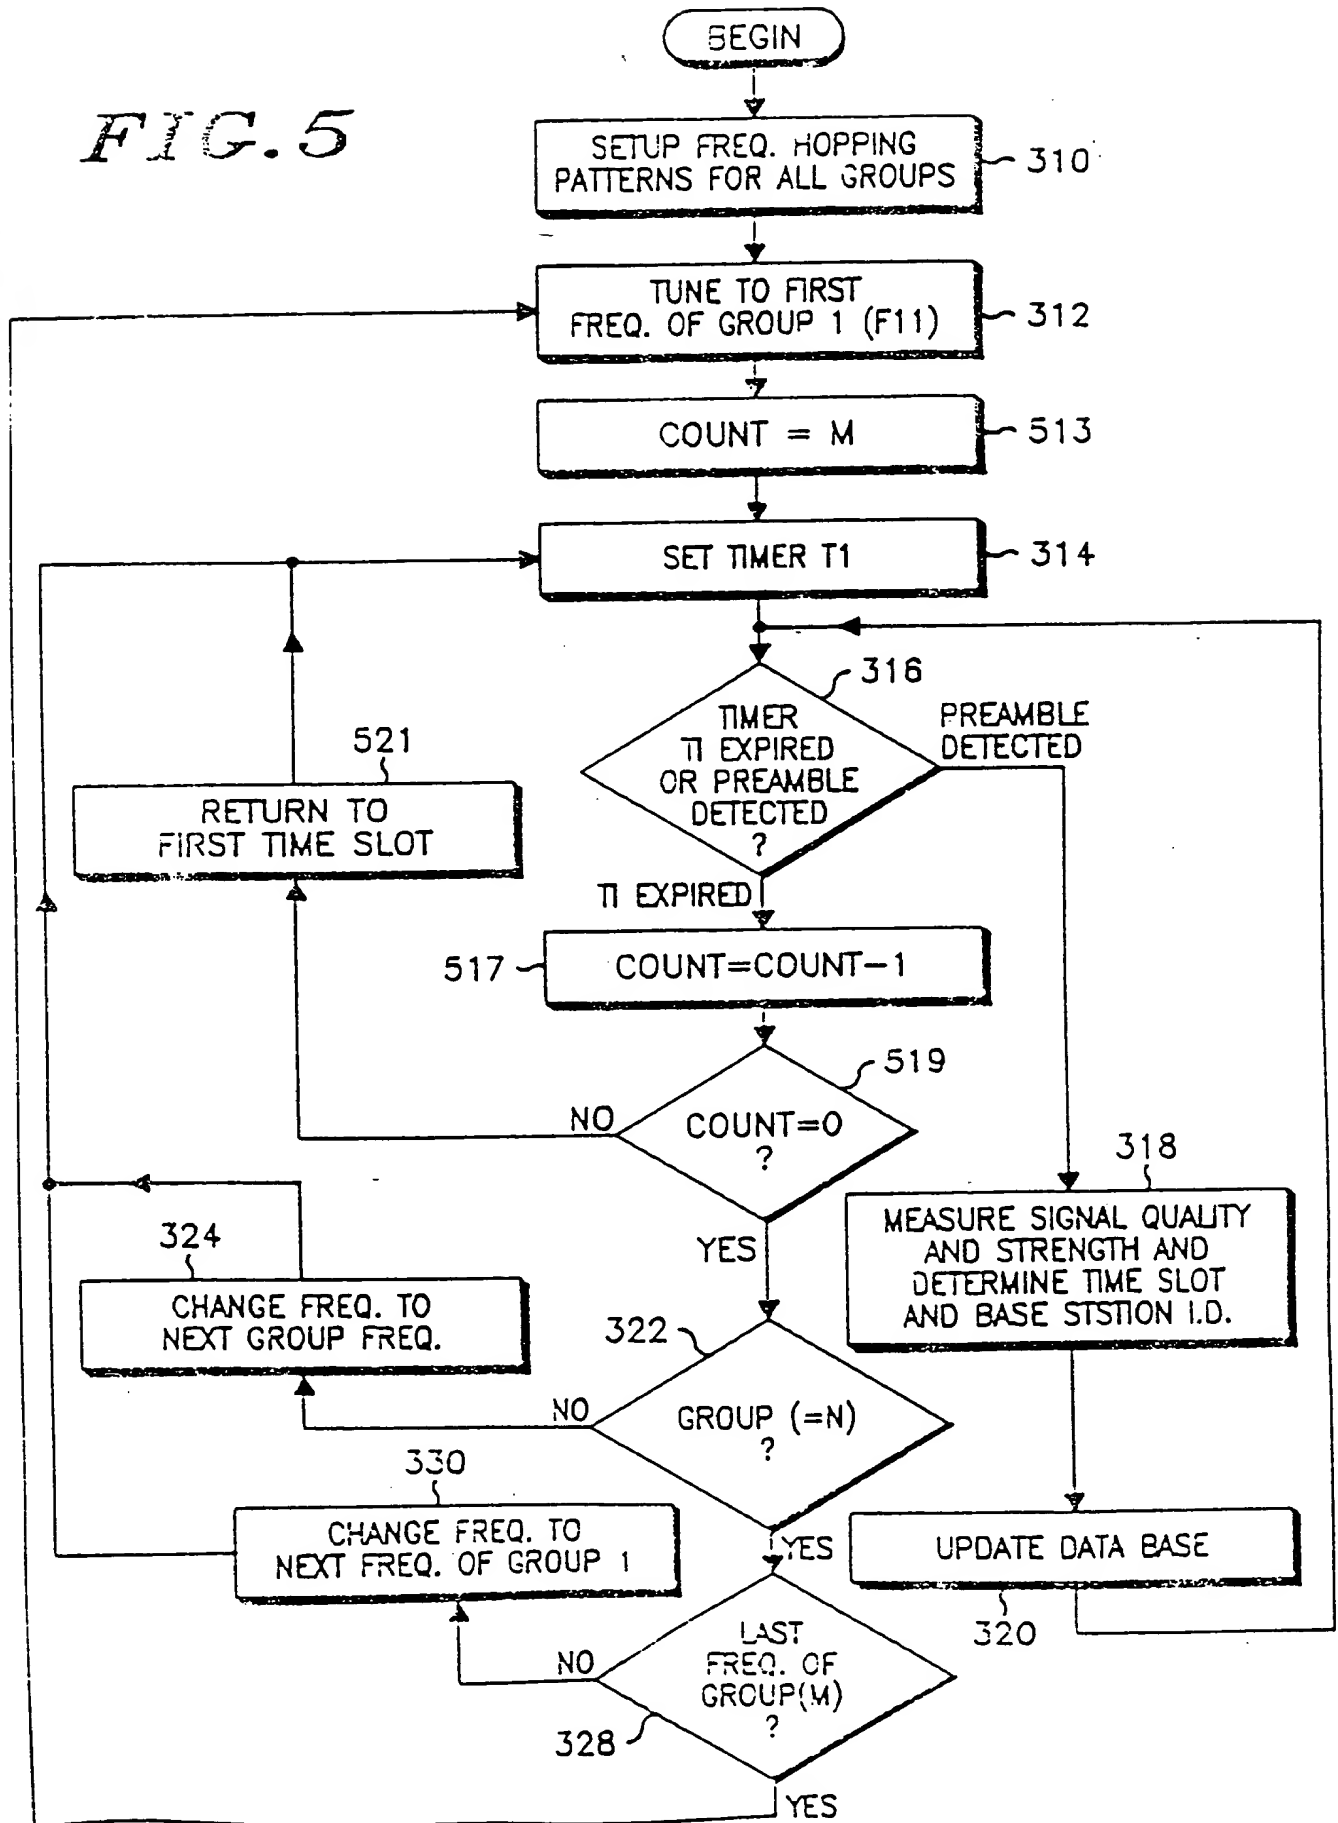 FIG. 5
BEGIN
SETUP FREQ. HOPPING
PATTERNS FOR ALL GROUPS
310
TUNE TO FIRST
FREQ. OF GROUP 1 (F11)
312
COUNT = M
513
SET TIMER T1
314
316
TIMER
T1 EXPIRED
OR PREAMBLE
DETECTED
?
PREAMBLE
DETECTED
521
RETURN TO
FIRST TIME SLOT
T1 EXPIRED
517
COUNT=COUNT-1
519
COUNT=0
?
NO
YES
318
MEASURE SIGNAL QUALITY
AND STRENGTH AND
DETERMINE TIME SLOT
AND BASE STSTION I.D.
324
CHANGE FREQ. TO
NEXT GROUP FREQ.
322
GROUP (=N)
?
NO
YES
330
CHANGE FREQ. TO
NEXT FREQ. OF GROUP 1
UPDATE DATA BASE
320
LAST
FREQ. OF
GROUP(M)
?
NO
328
YES